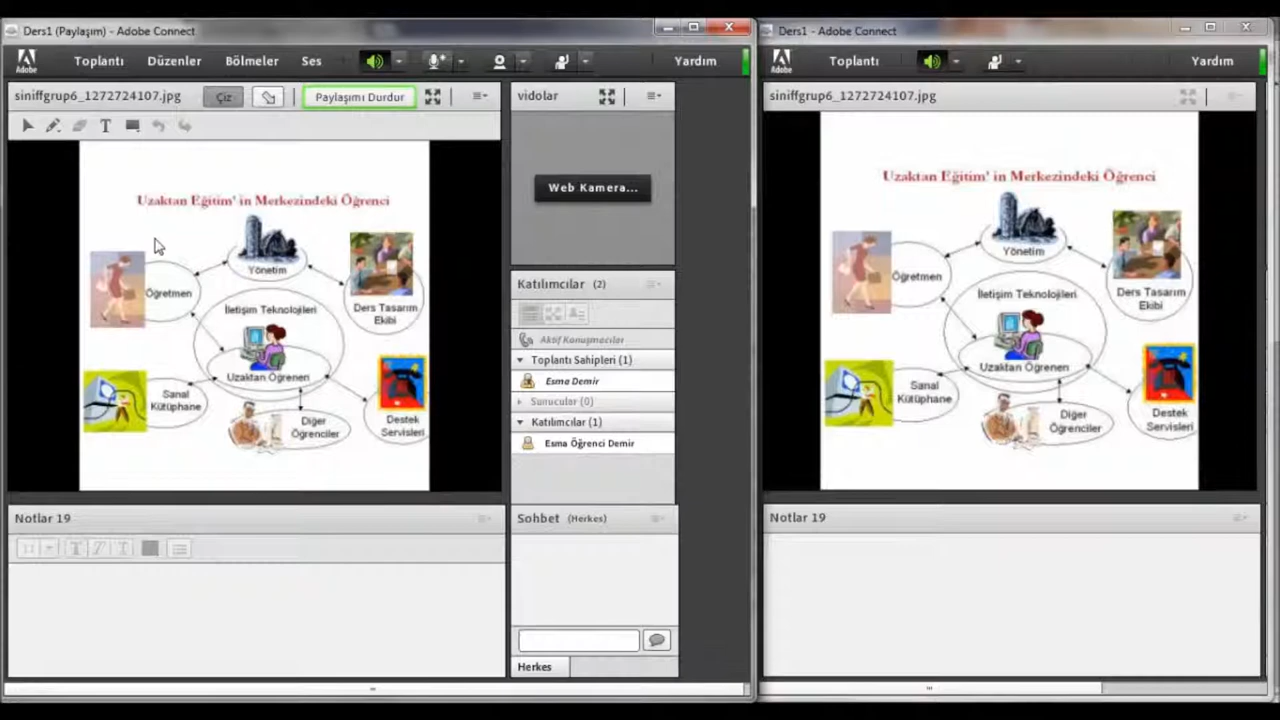 Ders1 (Paylaşım) - Adobe Connect
Adobe
Toplantı
Düzenler
Bölmeler
Ses
Yardım
siniffgrup6_1272724107.jpg
Çiz
Paylaşımı Durdur
Uzaktan Eğitim' in Merkezindeki Öğrenci
Yönetim
Öğretmen
İletişim Teknolojileri
Ders Tasarım
Ekibi
Uzaktan Öğrenen
Sanal
Kütüphane
Diğer
Öğrenciler
Destek
Servisleri
Notlar 19
vidolar
Web Kamera...
Katılımcılar (2)
Aktif Konuşmacılar
Toplantı Sahipleri (1)
Esma Demir
Sunucular (0)
Katılımcılar (1)
Esma Öğrenci Demir
Sohbet (Herkes)
Herkes
Ders1 - Adobe Connect
Adobe
Toplantı
Yardım
siniffgrup6_1272724107.jpg
Uzaktan Eğitim' in Merkezindeki Öğrenci
Yönetim
Öğretmen
İletişim Teknolojileri
Ders Tasarım
Ekibi
Uzaktan Öğrenen
Sanal
Kütüphane
Diğer
Öğrenciler
Destek
Servisleri
Notlar 19